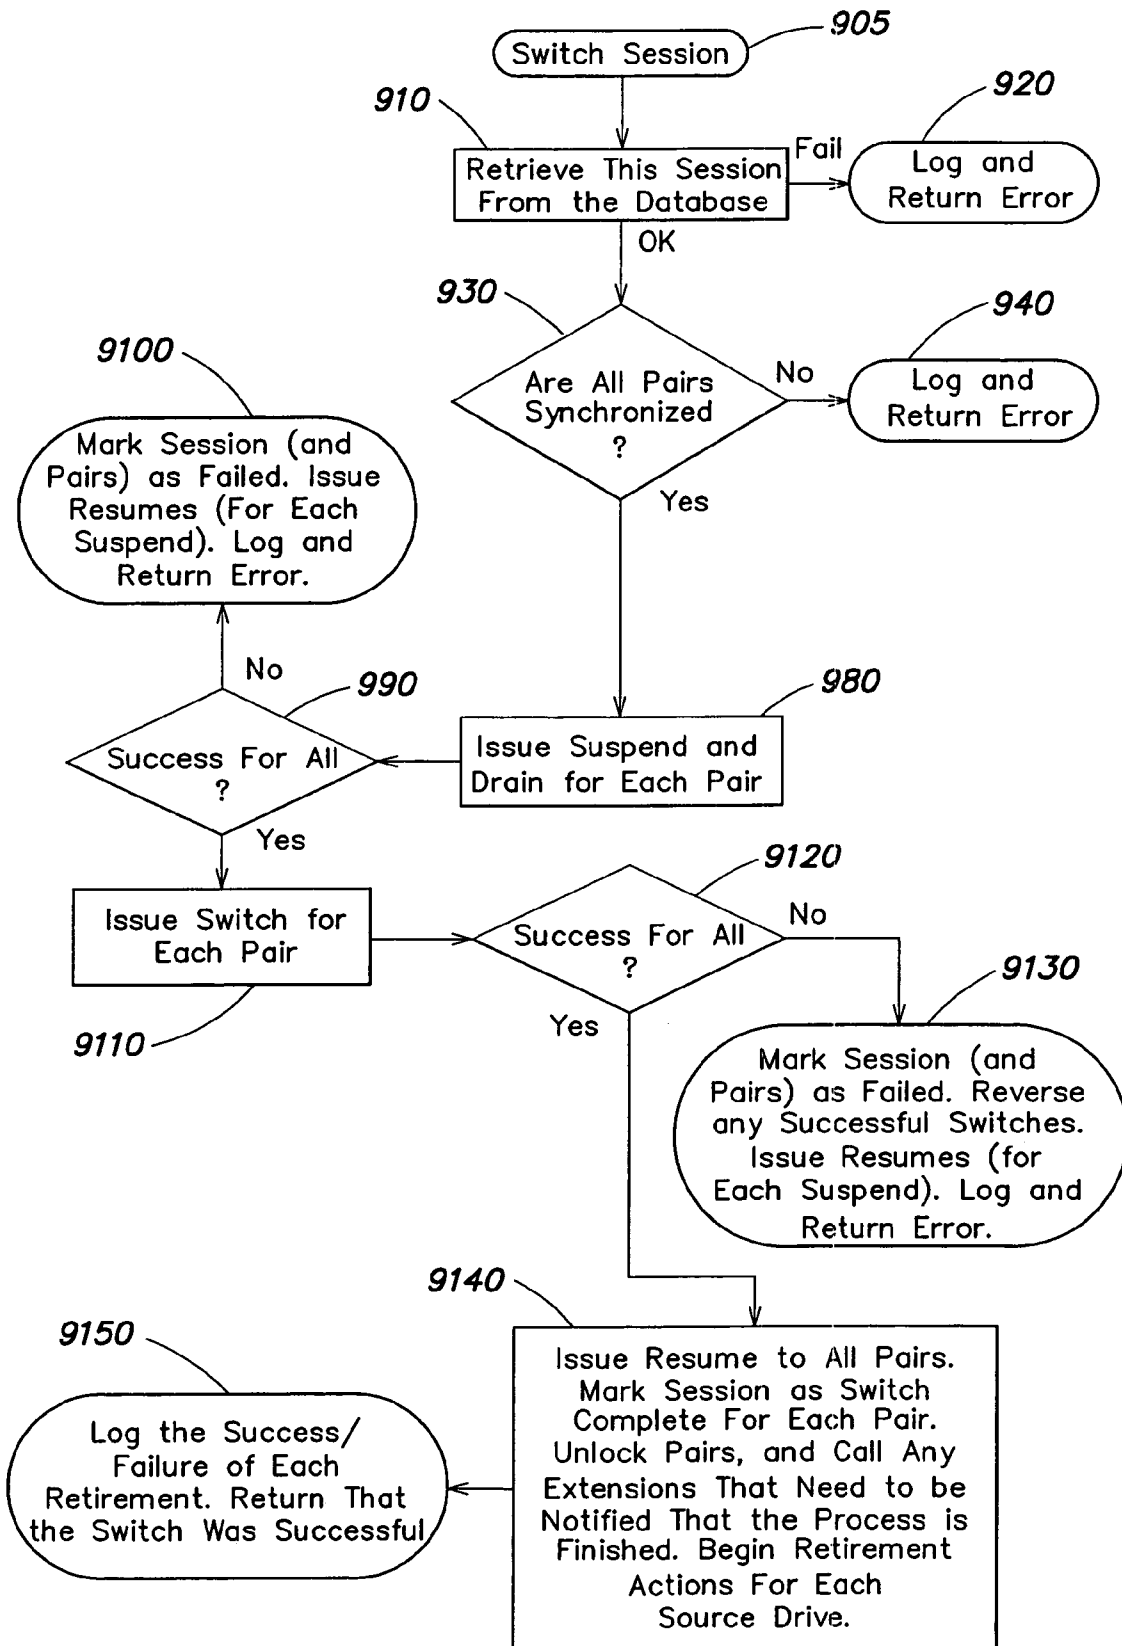 905
Switch Session
910
920
Retrieve This Session
From the Database
Fail
Log and
Return Error
OK
930
940
Are All Pairs
Synchronized
?
No
Log and
Return Error
Yes
9100
Mark Session (and
Pairs) as Failed. Issue
Resumes (For Each
Suspend). Log and
Return Error.
No
990
980
Success For All
?
Issue Suspend and
Drain for Each Pair
Yes
9120
Issue Switch for
Each Pair
9110
Success For All
?
No
Yes
9130
Mark Session (and
Pairs) as Failed. Reverse
any Successful Switches.
Issue Resumes (for
Each Suspend). Log and
Return Error.
9140
Issue Resume to All Pairs.
Mark Session as Switch
Complete For Each Pair.
Unlock Pairs, and Call Any
Extensions That Need to be
Notified That the Process is
Finished. Begin Retirement
Actions For Each
Source Drive.
9150
Log the Success/
Failure of Each
Retirement. Return That
the Switch Was Successful